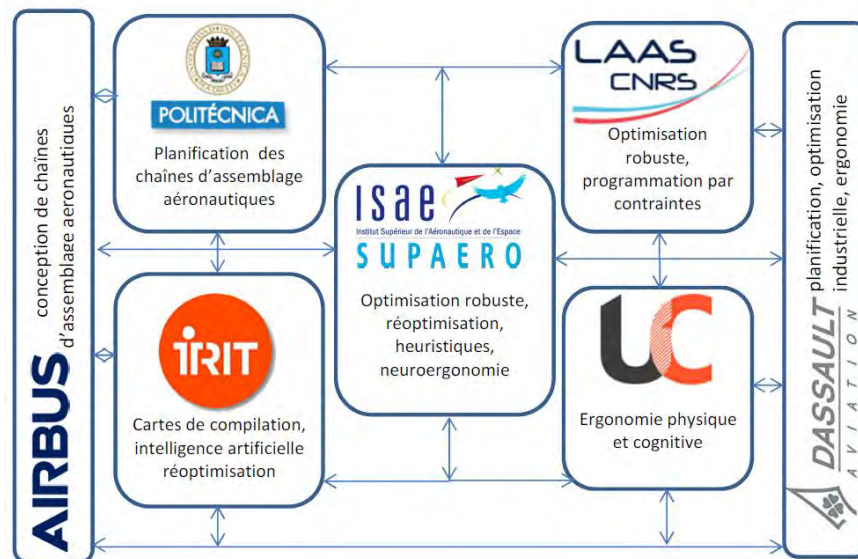 AIRBUS
conception de chaînes
d'assemblage aeronautiques
POLITÉCNICA
Planification des
chaînes d'assemblage
aéronautiques
LAAS
CNRS
Optimisation
robuste,
programmation par
contraintes
isae
Institut Supérieur de l'Aéronautique et de l'Espace
SUPAERO
Optimisation robuste,
réoptimisation,
heuristiques,
neuroergonomie
IRIT
Cartes de compilation,
intelligence artificielle
réoptimisation
UC
Ergonomie physique
et cognitive
planification, optimisation
industrielle, ergonomie
DASSAULT
AVIATION